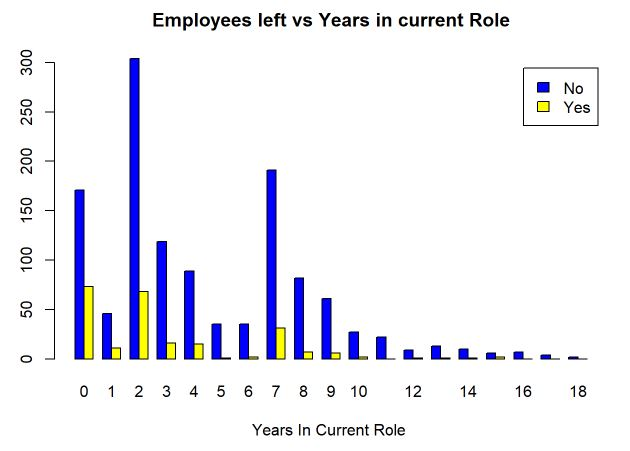 Employees left vs Years in current Role
No
Yes
300
250
200
150
100
50
0
0 1 2 3 4 5 6 7 8 9 10 12 14 16 18
Years In Current Role